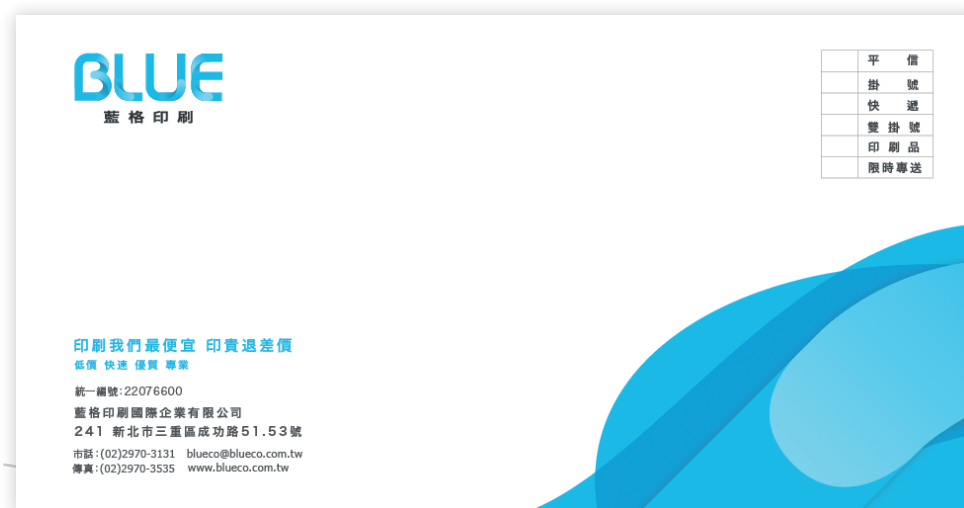 BLUE
藍格印刷
平信
掛號
快遞
雙掛號
印刷品
限時專送
印刷我們最便宜 印貴退差價
低價 快速 優質 專業
統一編號:22076600
藍格印刷國際企業有限公司
241 新北市三重區成功路51.53號
市話:(02)2970-3131 blueco@blueco.com.tw
傳真:(02)2970-3535 www.blueco.com.tw